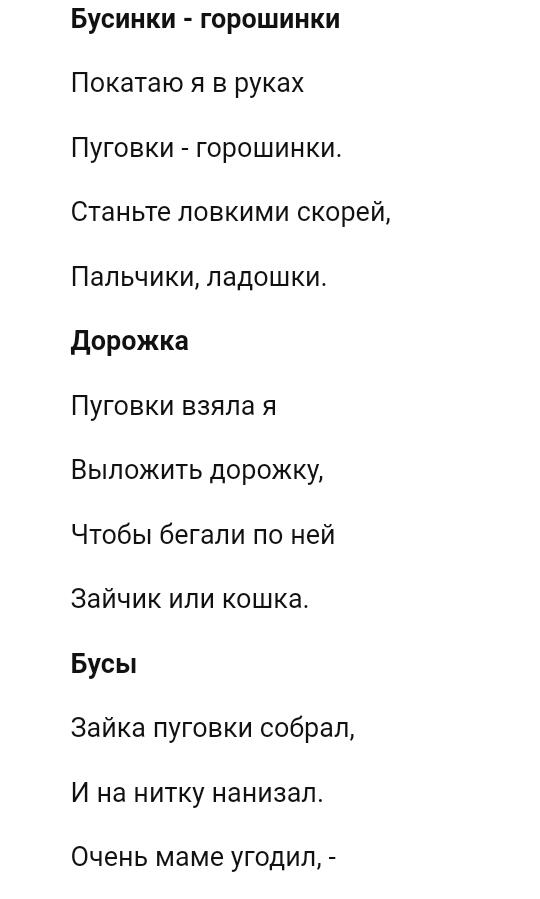 Бусинки - горошинки
Покатаю я в руках
Пуговки - горошинки.
Станьте ловкими скорей,
Пальчики, ладошки.
Дорожка
Пуговки взяла я
Выложить дорожку,
Чтобы бегали по ней
Зайчик или кошка.
Бусы
Зайка пуговки собрал,
И на нитку нанизал.
Очень маме угодил, -